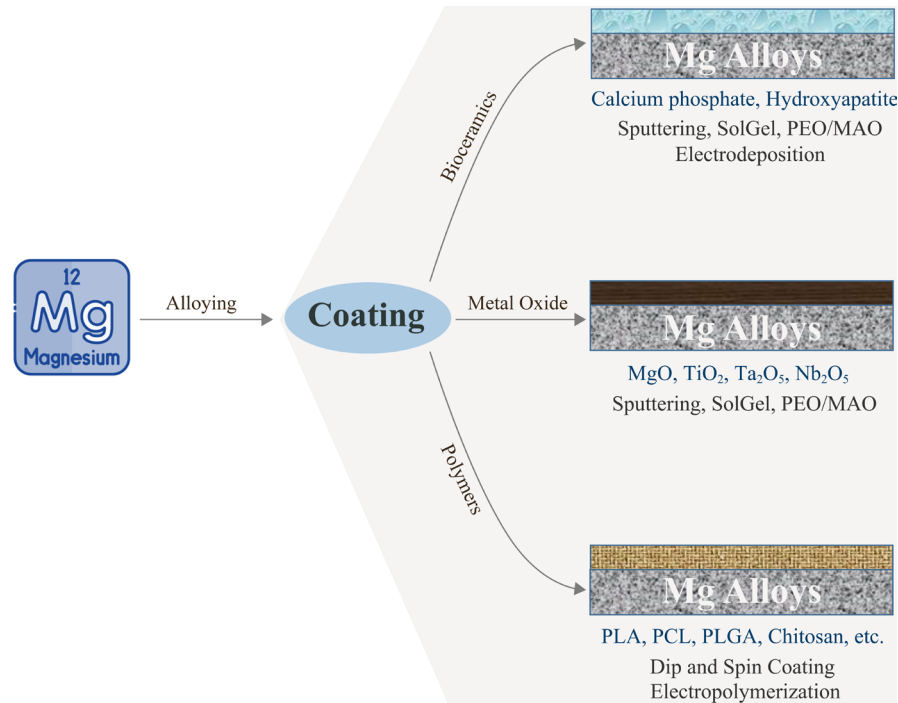 12
Mg
Magnesium
Alloying
Coating
Bioceramics
Mg Alloys
Calcium phosphate, Hydroxyapatite
Sputtering, SolGel, PEO/MAO
Electrodeposition
Metal Oxide
Mg Alloys
MgO, TiO₂, Ta₂O₅, Nb₂O₅
Sputtering, SolGel, PEO/MAO
Polymers
Mg Alloys
PLA, PCL, PLGA, Chitosan, etc.
Dip and Spin Coating
Electropolymerization